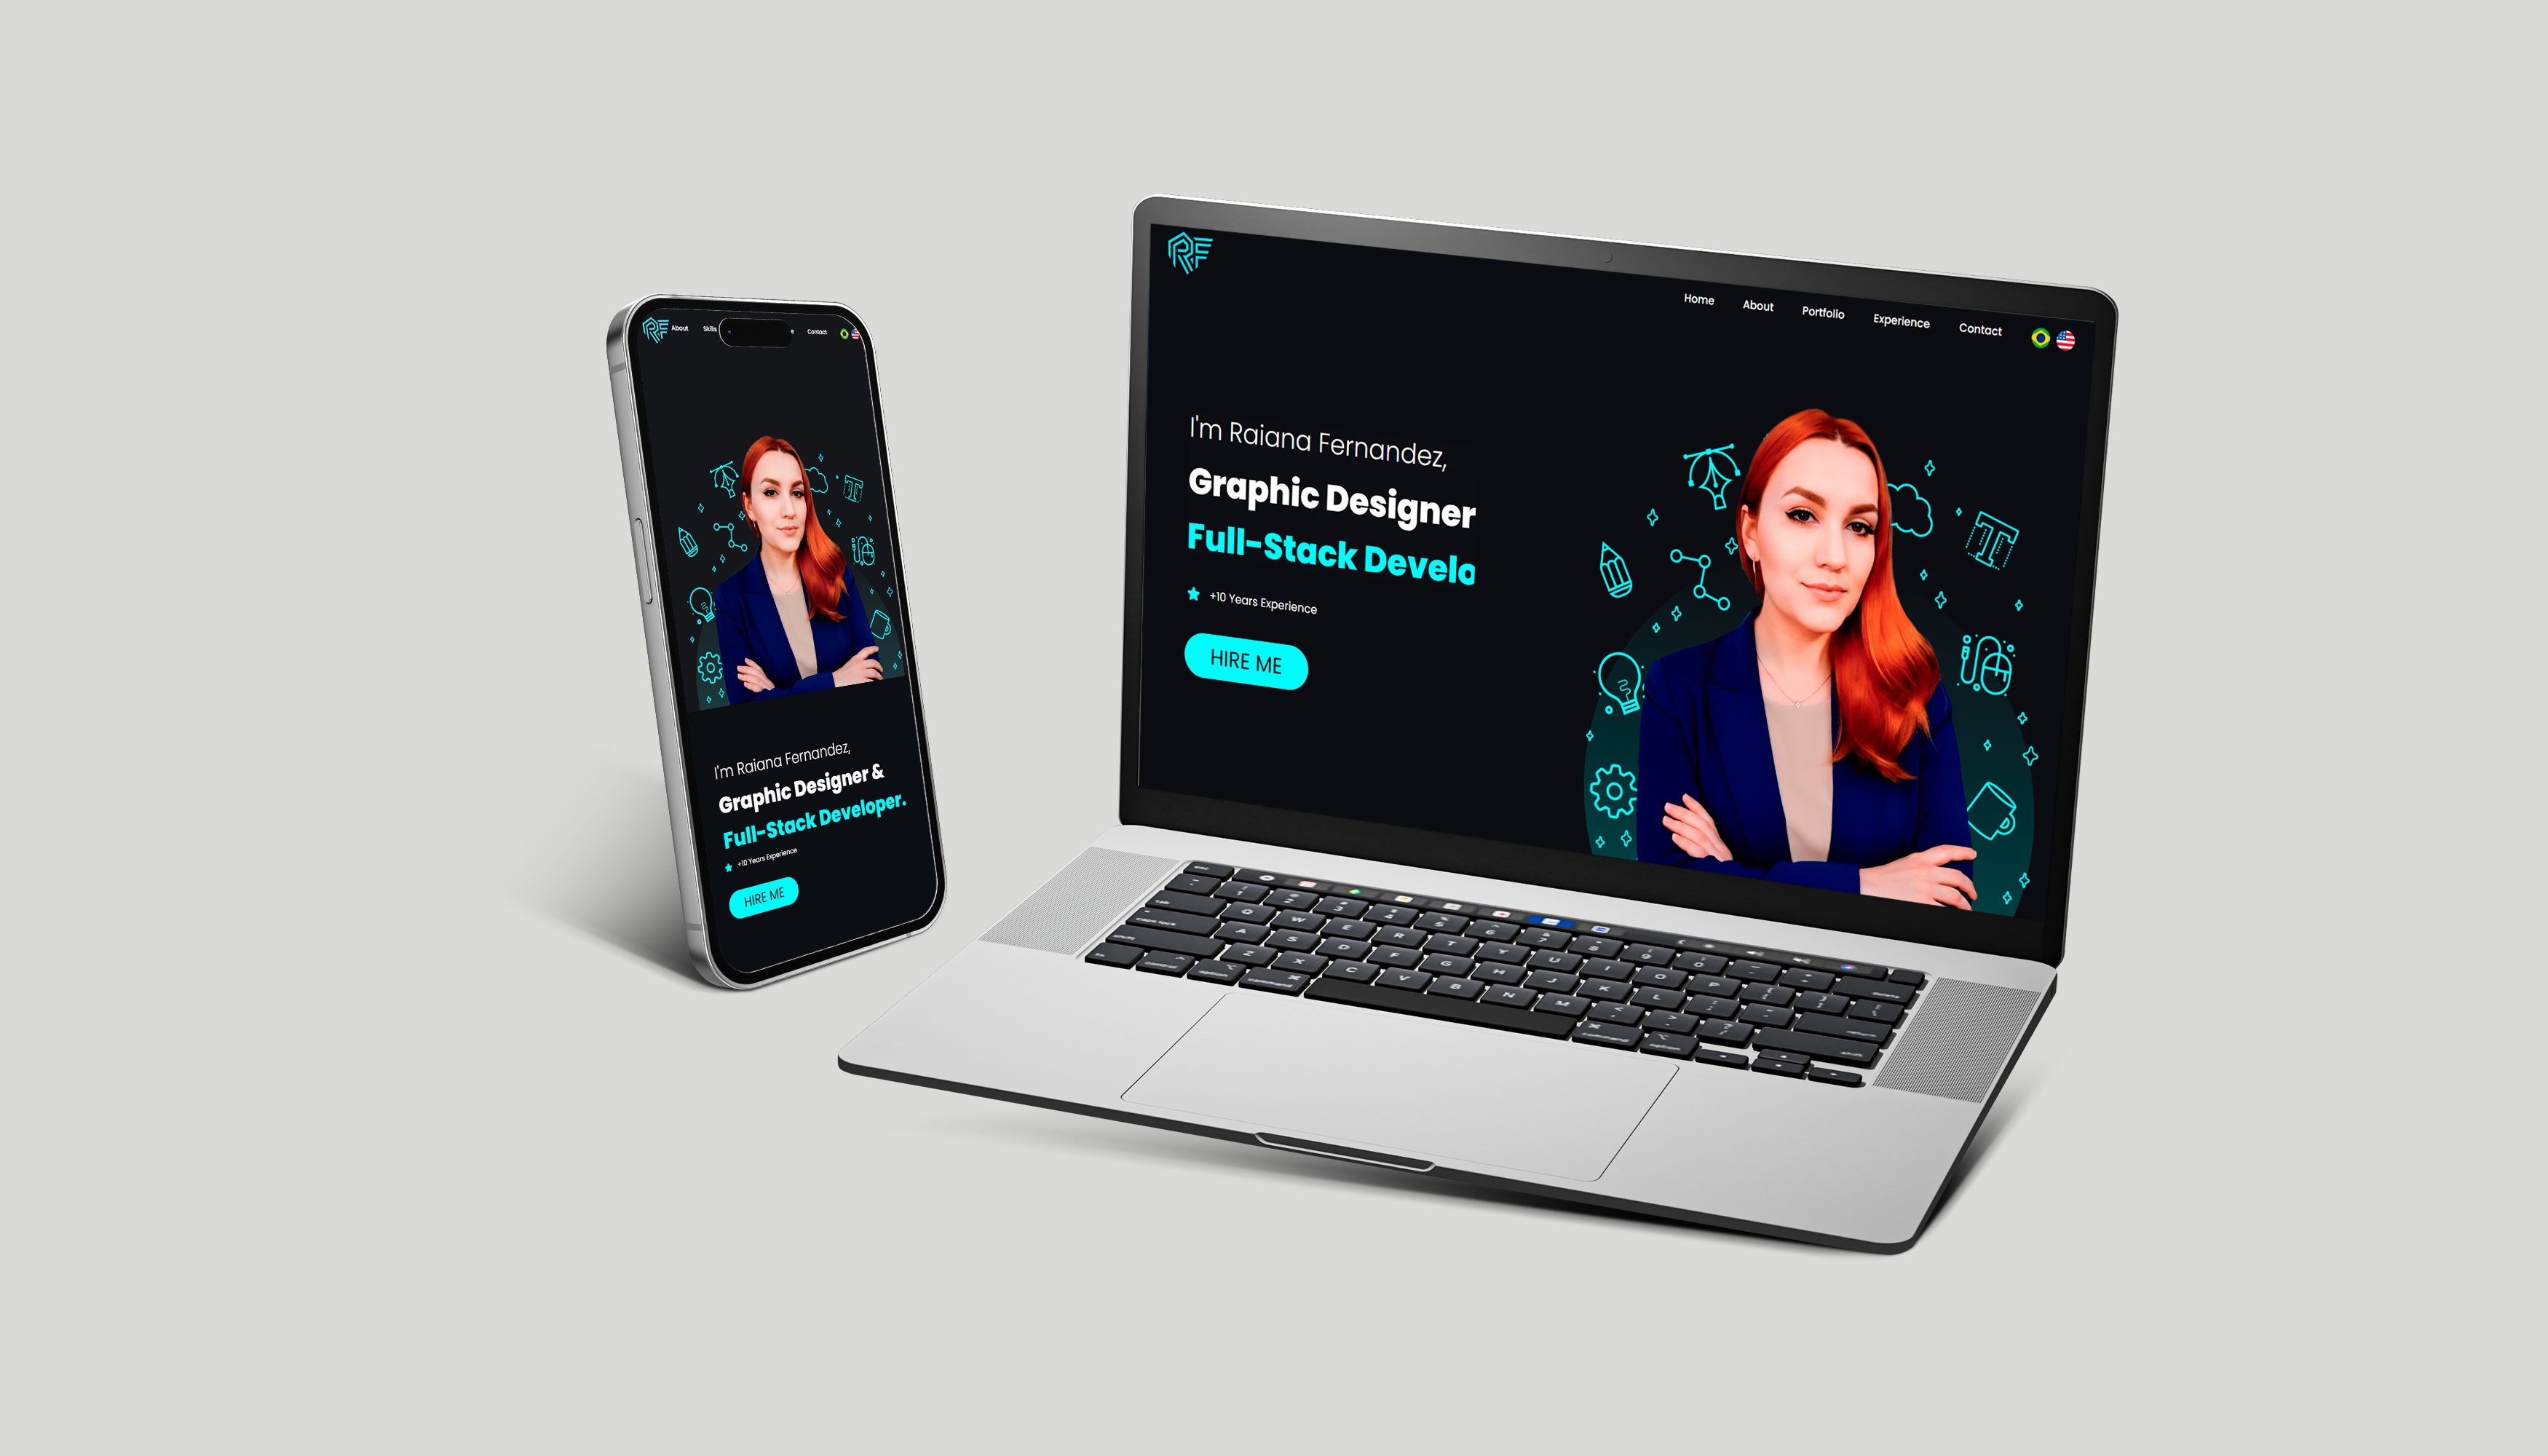 RF
About Skills Contact
I'm Raiana Fernandez,
Graphic Designer &
Full-Stack Developer.
+10 Years Experience
HIRE ME
RF
Home About Portfolio Experience Contact
I'm Raiana Fernandez,
Graphic Designer
Full-Stack Develo
+10 Years Experience
HIRE ME
Q W E R T Y U I O P
A S D F G H J K L
Z X C V B N M